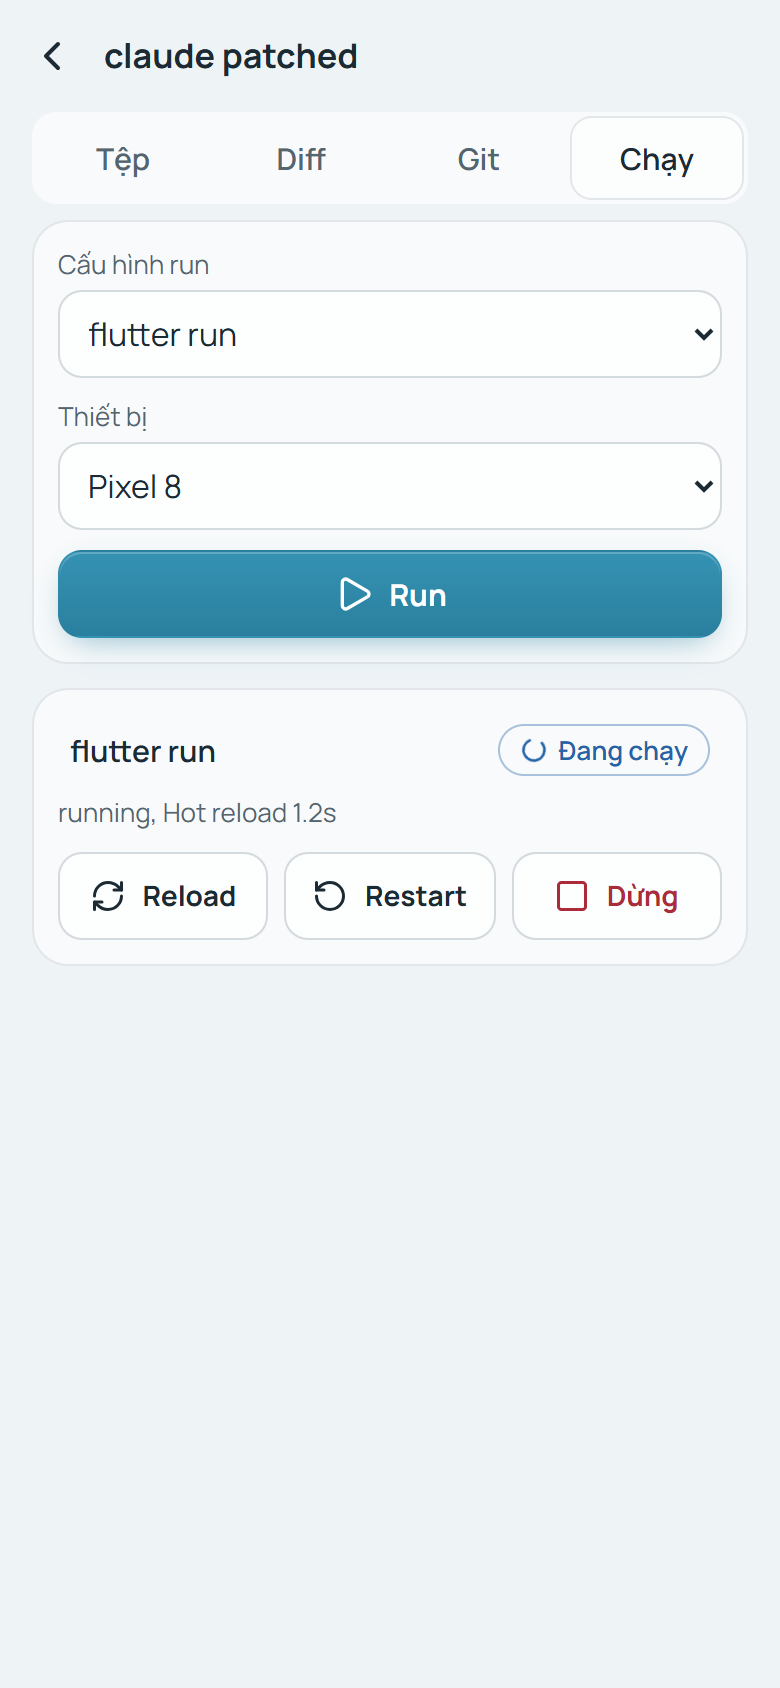 claude patched
Tệp Diff Git Chạy
Cấu hình run
flutter run
Thiết bị
Pixel 8
Run
flutter run Đang chạy
running, Hot reload 1.2s
Reload Restart Dừng